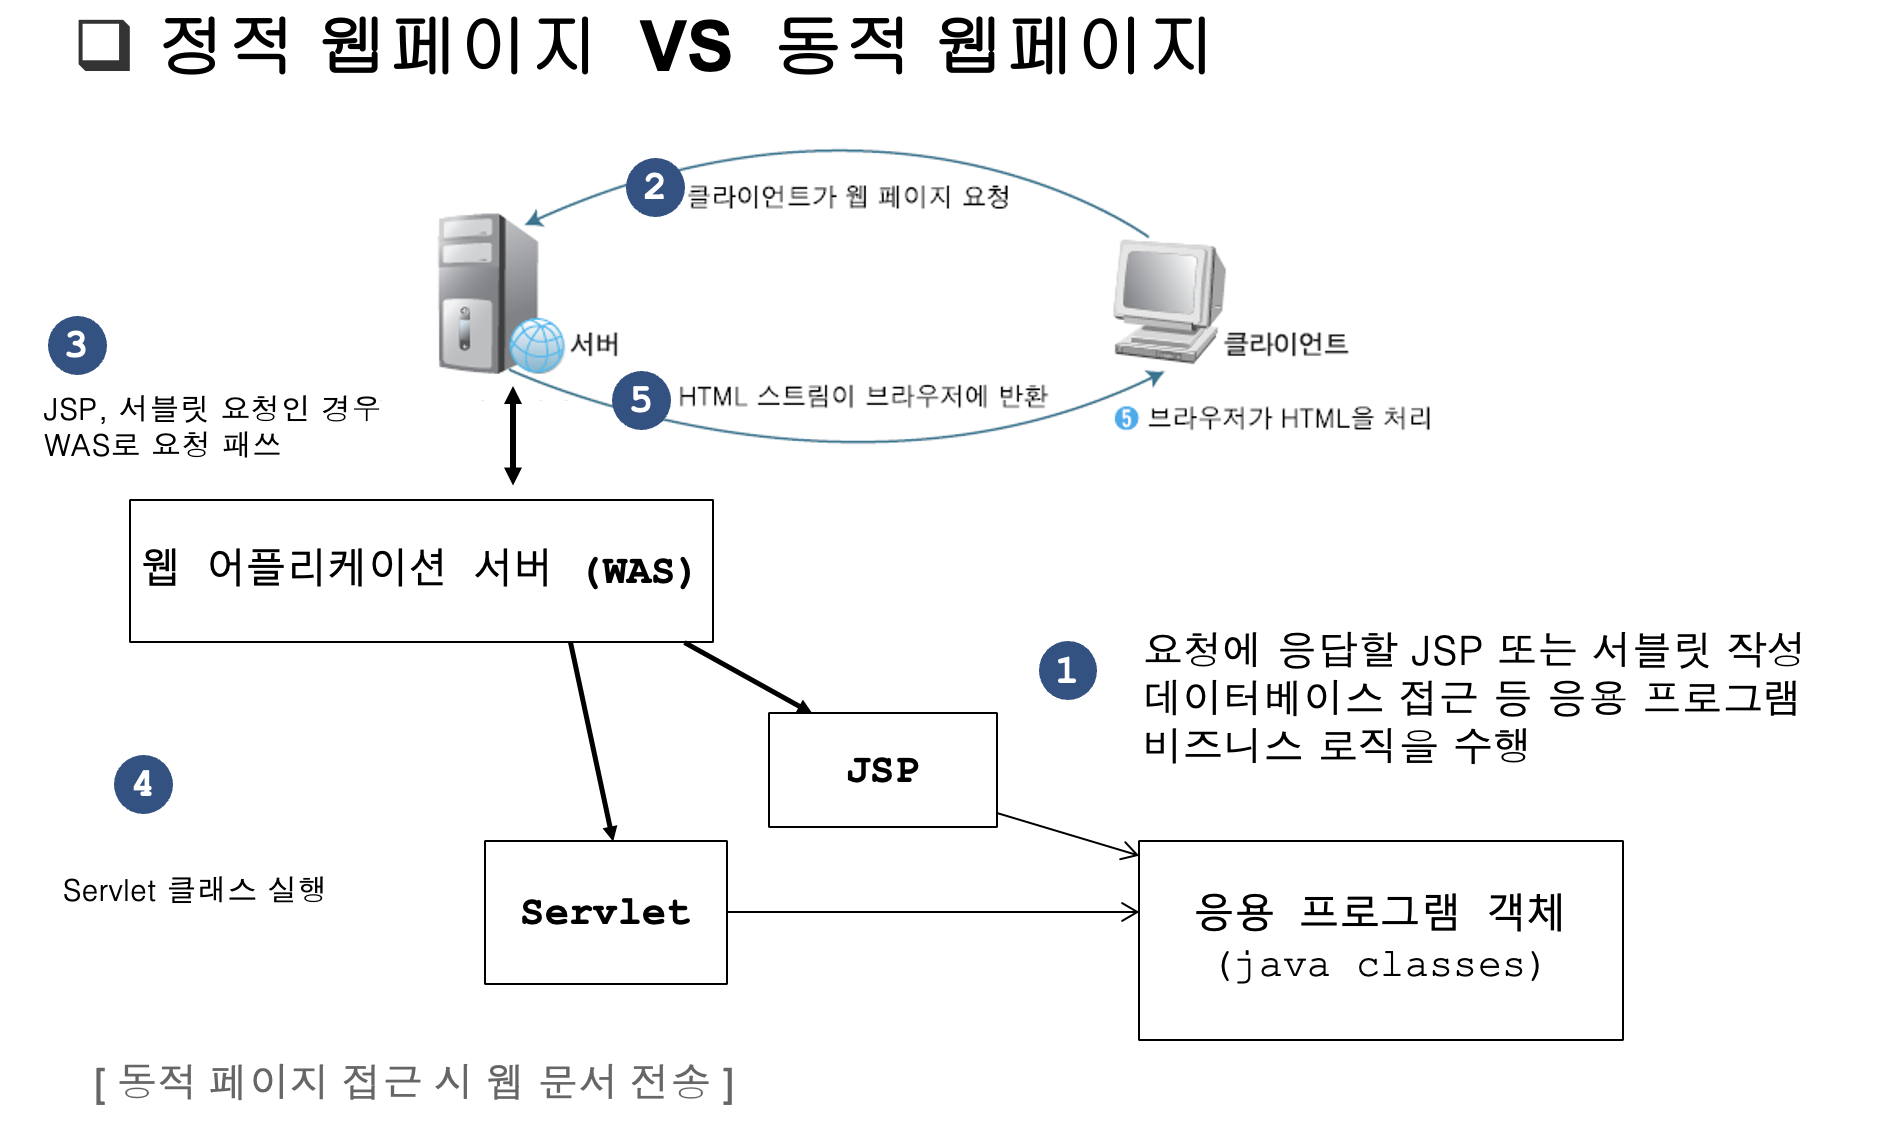 정적 웹페이지 VS 동적 웹페이지
2 클라이언트가 웹 페이지 요청
서버
클라이언트
3
JSP, 서블릿 요청인 경우
WAS로 요청 패쓰
5 HTML 스트림이 브라우저에 반환
5 브라우저가 HTML을 처리
웹 어플리케이션 서버 (WAS)
1 요청에 응답할 JSP 또는 서블릿 작성
데이터베이스 접근 등 응용 프로그램
비즈니스 로직을 수행
JSP
4
Servlet 클래스 실행
Servlet
응용 프로그램 객체
(java classes)
[ 동적 페이지 접근 시 웹 문서 전송 ]